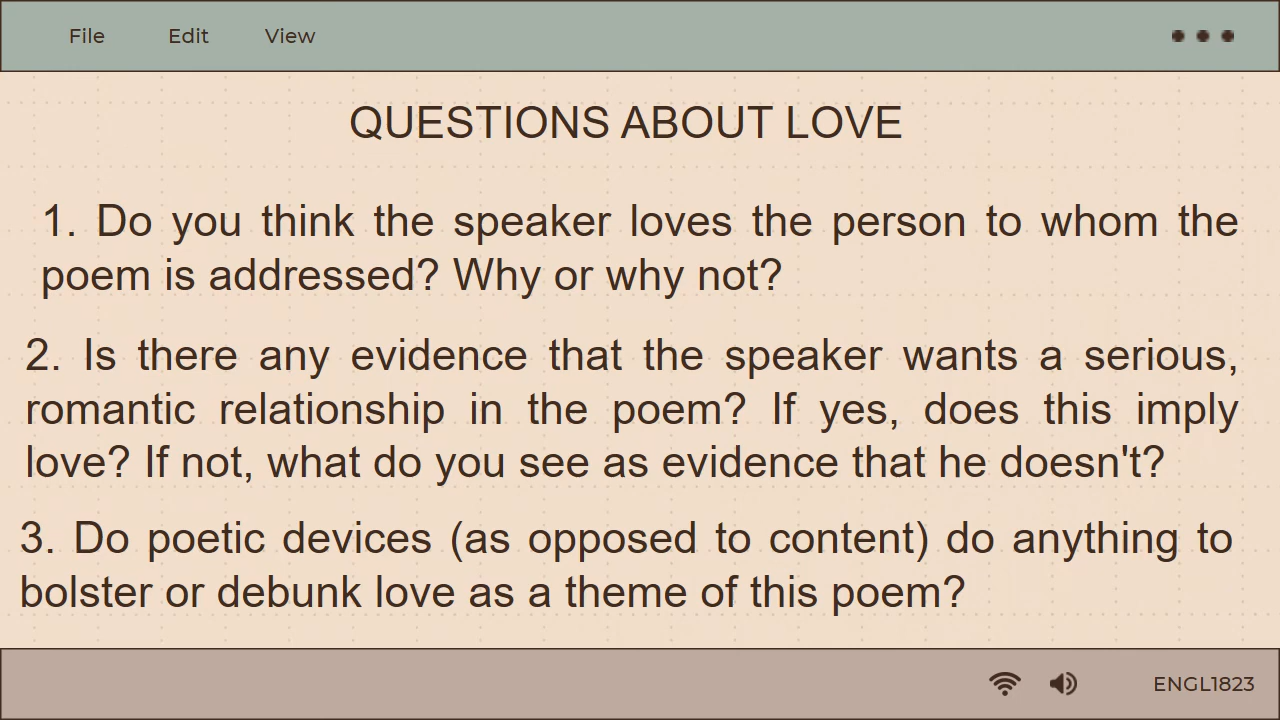 File Edit View
QUESTIONS ABOUT LOVE
1. Do you think the speaker loves the person to whom the
poem is addressed? Why or why not?
2. Is there any evidence that the speaker wants a serious,
romantic relationship in the poem? If yes, does this imply
love? If not, what do you see as evidence that he doesn't?
3. Do poetic devices (as opposed to content) do anything to
bolster or debunk love as a theme of this poem?
ENGL1823